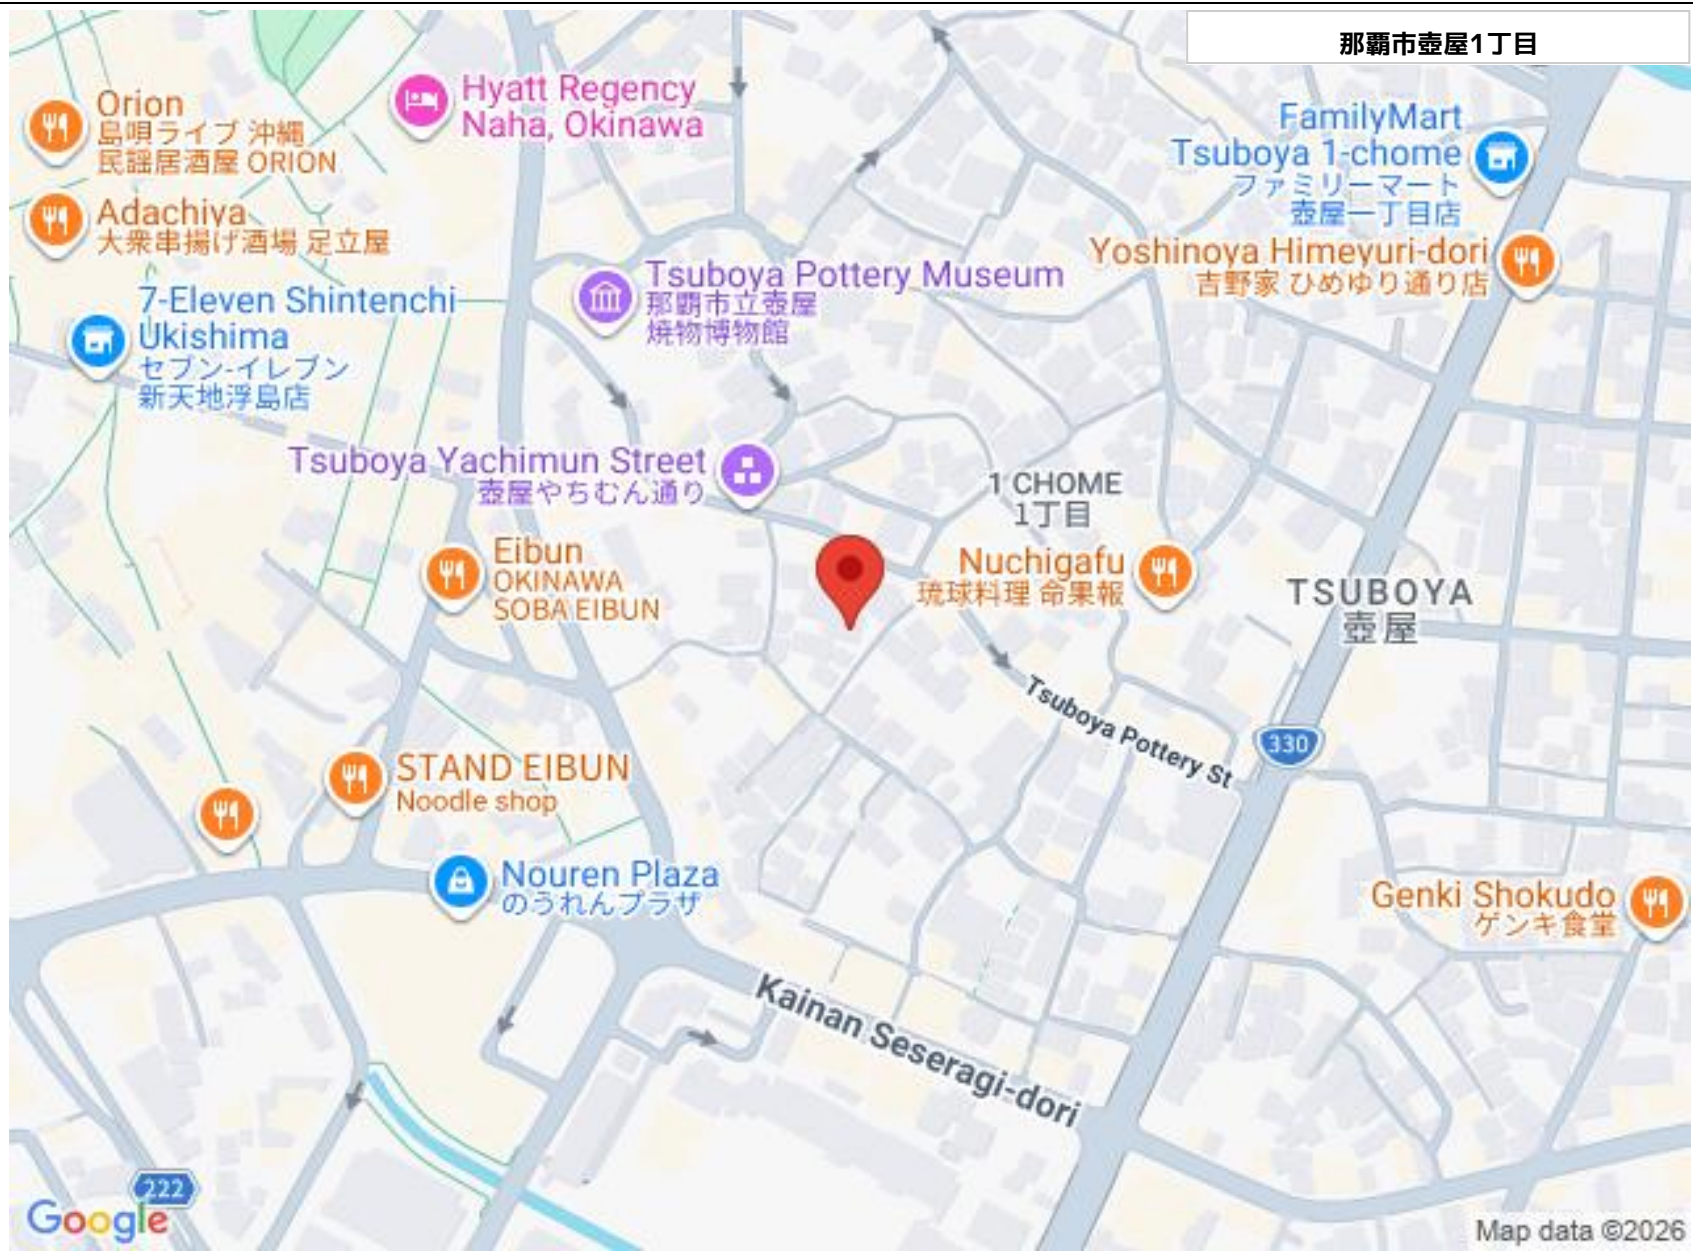 那覇市壺屋1丁目
Orion
島唄ライブ 沖縄
民謡居酒屋 ORION
Hyatt Regency
Naha, Okinawa
FamilyMart
Tsuboya 1-chome
ファミリーマート
壺屋一丁目店
Adachiya
大衆串揚げ酒場 足立屋
Yoshinoya Himeyuri-dori
吉野家 ひめゆり通り店
Tsuboya Pottery Museum
那覇市立壺屋
焼物博物館
7-Eleven Shintenchi
Ukishima
セブン-イレブン
新天地浮島店
Tsuboya Yachimun Street
壺屋やちむん通り
1 CHOME
1丁目
Eibun
OKINAWA
SOBA EIBUN
Nuchigafu
琉球料理 命果報
TSUBOYA
壺屋
Tsuboya Pottery St
330
STAND EIBUN
Noodle shop
Nouren Plaza
のうれんプラザ
Genki Shokudo
ゲンキ食堂
Kainan Seseragi-dori
222
Google
Map data ©2026